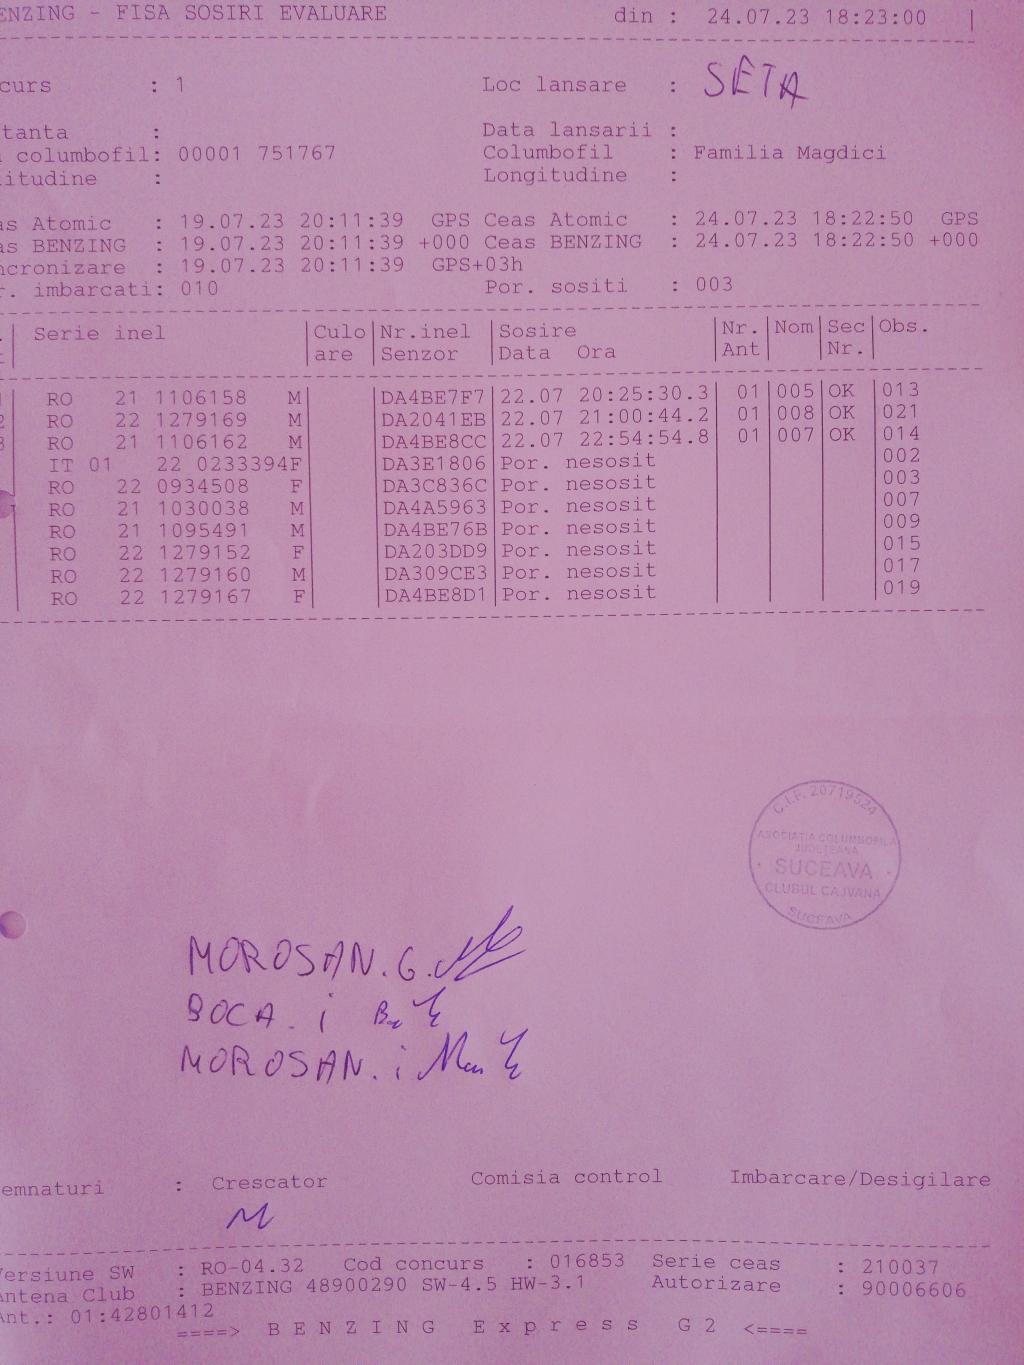 ENZING - FISA SOSIRI EVALUARE din : 24.07.23 18:23:00 |
curs : 1 Loc lansare : SETA
tanta : Data lansarii :
columbofil: 00001 751767 Columbofil : Familia Magdici
itudine : Longitudine :
as Atomic : 19.07.23 20:11:39 GPS Ceas Atomic : 24.07.23 18:22:50 GPS
as BENZING : 19.07.23 20:11:39 +000 Ceas BENZING : 24.07.23 18:22:50 +000
ncronizare : 19.07.23 20:11:39 GPS+03h
r. imbarcati: 010 Por. sositi : 003
Serie inel |Culo|Nr.inel |Sosire |Nr.|Nom|Sec|Obs.
|are |Senzor |Data Ora |Ant| |Nr.|
RO 21 1106158 M| |DA4BE7F7|22.07 20:25:30.3| 01|005|OK |013
RO 22 1279169 M| |DA2041EB|22.07 21:00:44.2| 01|008|OK |021
RO 21 1106162 M| |DA4BE8CC|22.07 22:54:54.8| 01|007|OK |014
IT 01 22 0233394F| |DA3E1806|Por. nesosit | | | |002
RO 22 0934508 F| |DA3C836C|Por. nesosit | | | |003
RO 21 1030038 M| |DA4A5963|Por. nesosit | | | |007
RO 21 1095491 M| |DA4BE76B|Por. nesosit | | | |009
RO 22 1279152 F| |DA203DD9|Por. nesosit | | | |015
RO 22 1279160 M| |DA309CE3|Por. nesosit | | | |017
RO 22 1279167 F| |DA4BE8D1|Por. nesosit | | | |019
C.I.F. 20719524
ASOCIATIA COLUMBOFILA
JUDETEANA
SUCEAVA
CLUBUL CAJVANA
SUCEAVA
MOROSAN. G.
BOCA. i
MOROSAN. i
emnaturi : Crescator Comisia control Imbarcare/Desigilare
Versiune SW : RO-04.32 Cod concurs : 016853 Serie ceas : 210037
Antena Club : BENZING 48900290 SW-4.5 HW-3.1 Autorizare : 90006606
Ant.: 01:42801412
====> B E N Z I N G E x p r e s s G 2 <====